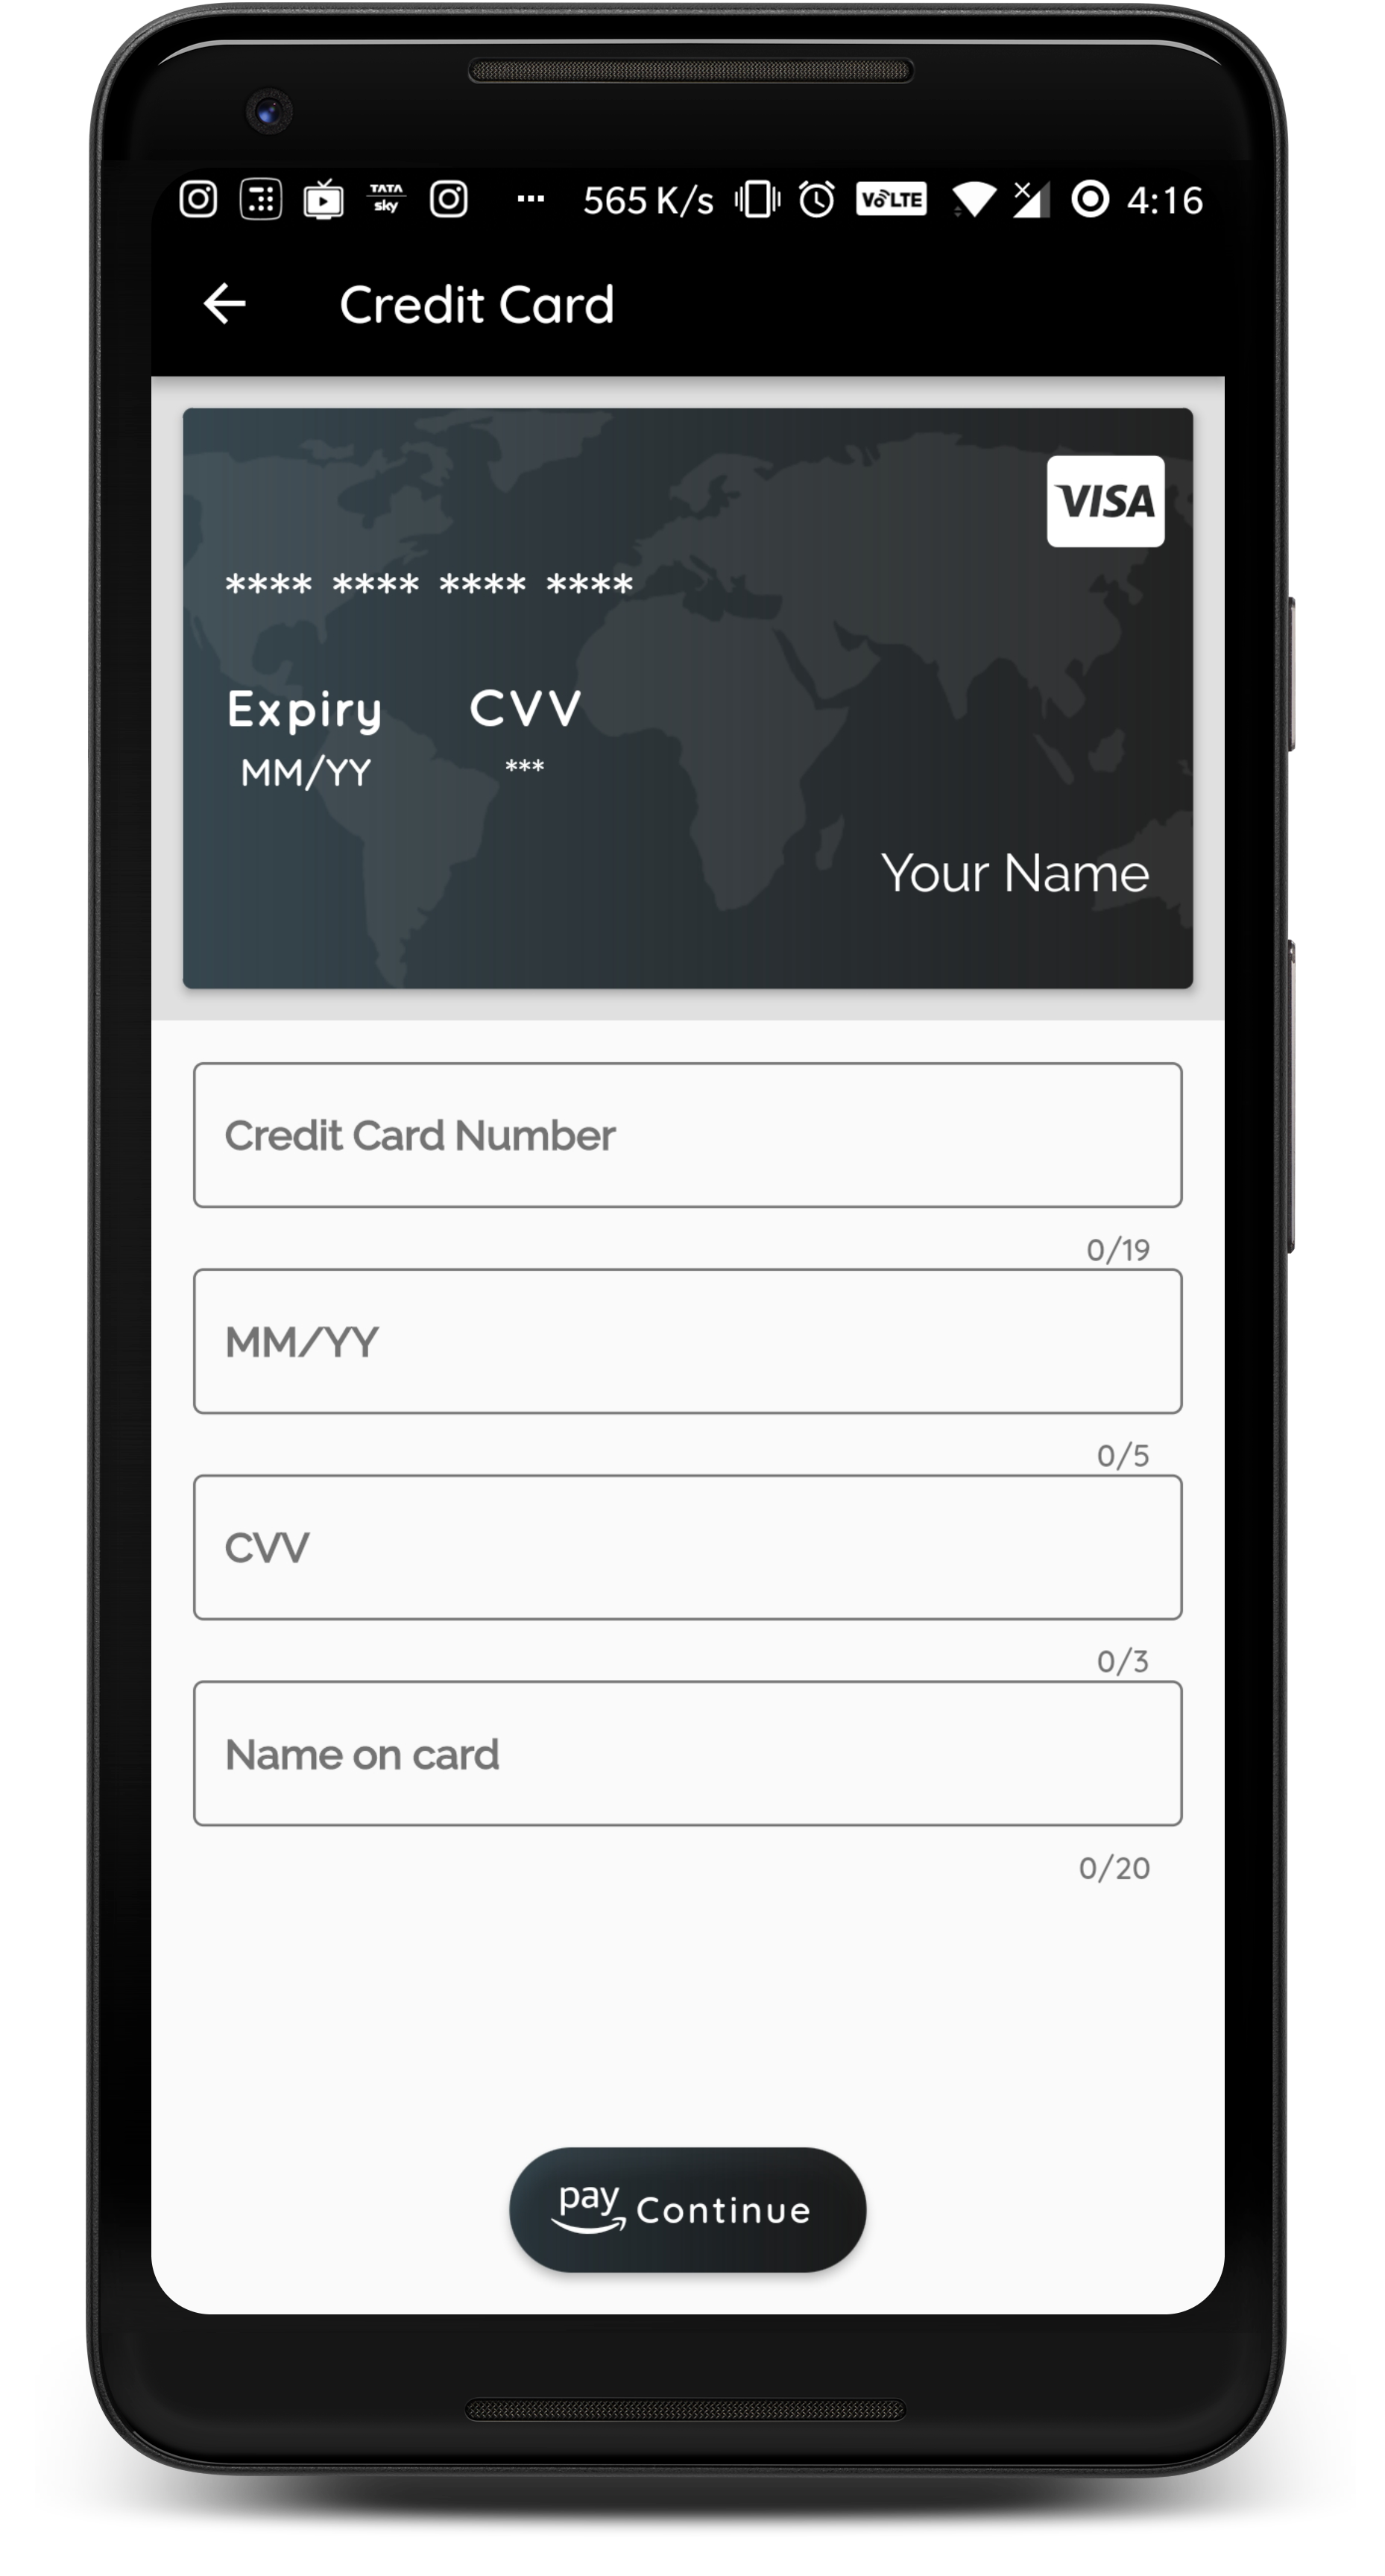 TATA sky ... 565 K/s VoLTE 4:16
Credit Card
VISA
**** **** **** ****
Expiry CVV
MM/YY ***
Your Name
Credit Card Number
0/19
MM/YY
0/5
CVV
0/3
Name on card
0/20
pay Continue